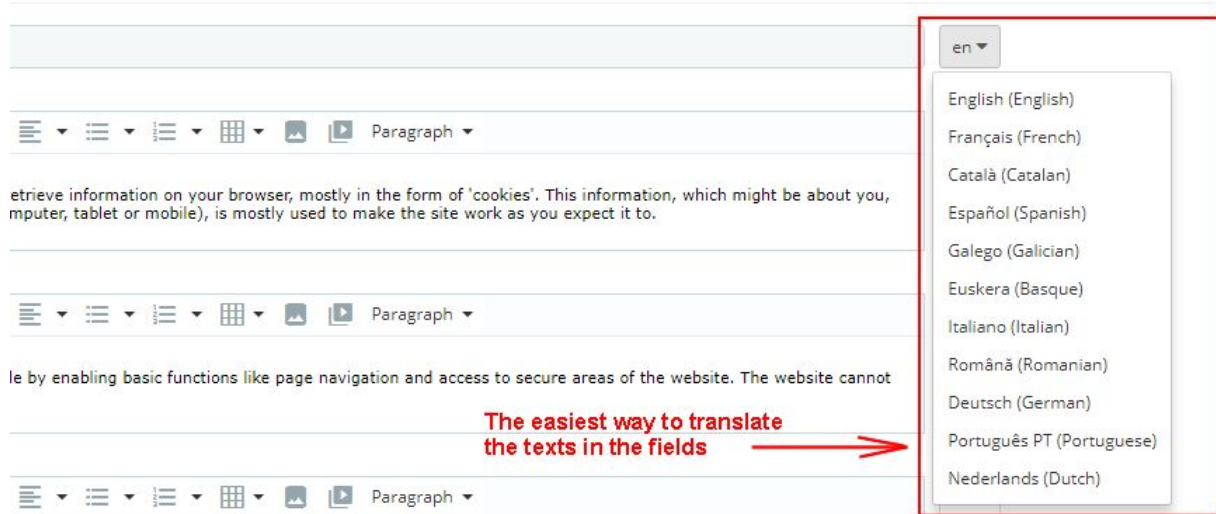 en
English (English)
Français (French)
Català (Catalan)
Español (Spanish)
Galego (Galician)
Euskera (Basque)
Italiano (Italian)
Română (Romanian)
Deutsch (German)
Português PT (Portuguese)
Nederlands (Dutch)
Paragraph
etrieve information on your browser, mostly in the form of 'cookies'. This information, which might be about you,
mputer, tablet or mobile), is mostly used to make the site work as you expect it to.
Paragraph
le by enabling basic functions like page navigation and access to secure areas of the website. The website cannot
The easiest way to translate
the texts in the fields
Paragraph